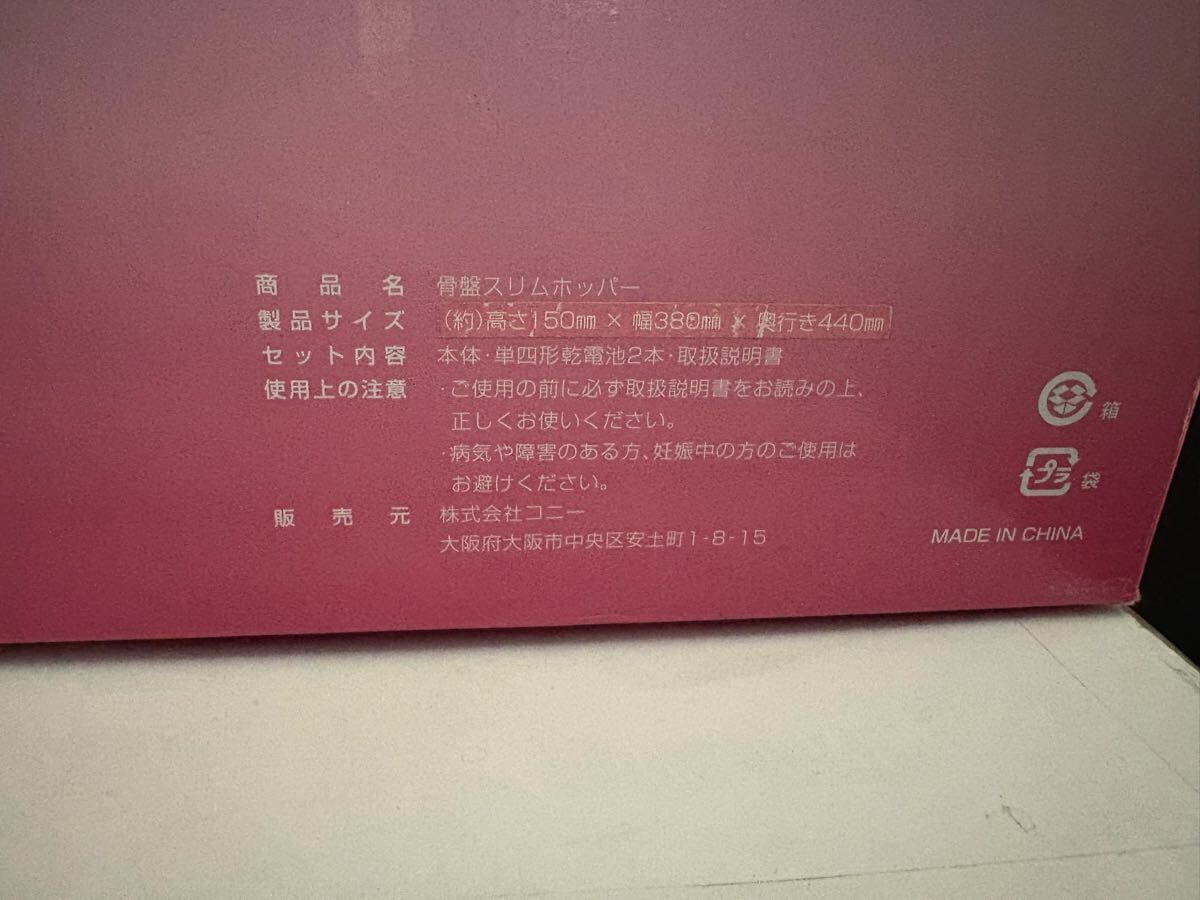 商品名 骨盤スリムホッパー
製品サイズ (約)高さ150㎜ × 幅380㎜ × 奥行き440㎜
セット内容 本体・単四形乾電池2本・取扱説明書
使用上の注意 ・ご使用の前に必ず取扱説明書をお読みの上、
正しくお使いください。
・病気や障害のある方、妊娠中の方のご使用は
お避けください。
販売元 株式会社コニー
大阪府大阪市中央区安土町1-8-15
箱
プラ 袋
MADE IN CHINA